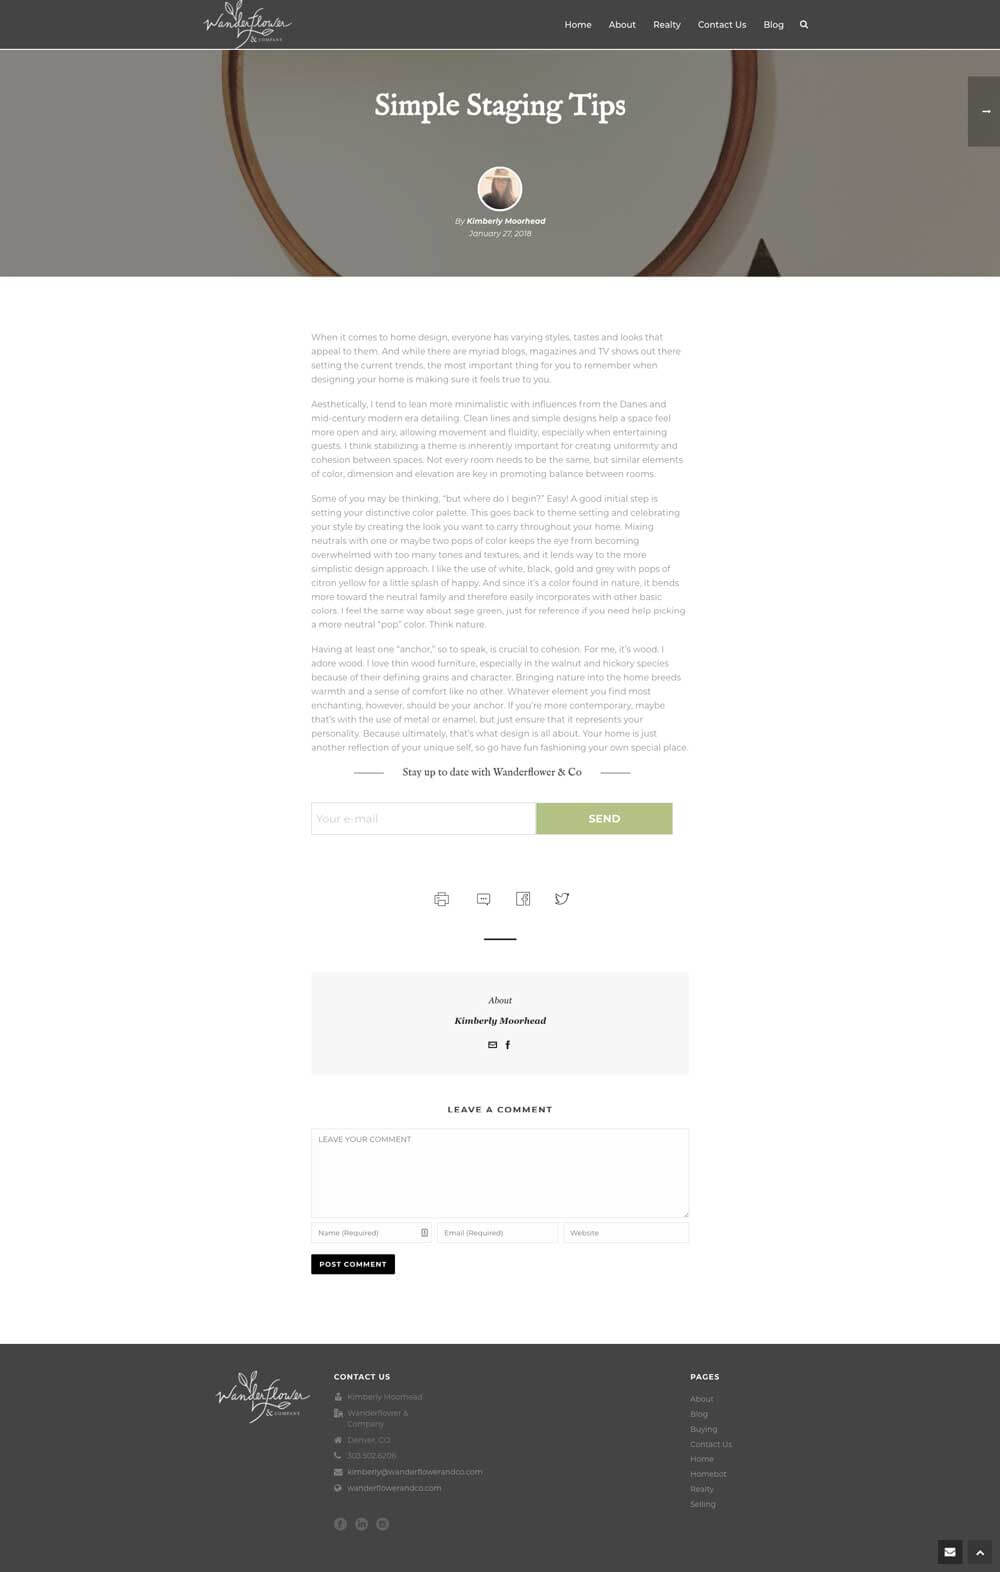 Wanderflower
& COMPANY
Home About Realty Contact Us Blog
Simple Staging Tips
By Kimberly Moorhead
January 27, 2018
When it comes to home design, everyone has varying styles, tastes and looks that
appeal to them. And while there are myriad blogs, magazines and TV shows out there
setting the current trends, the most important thing for you to remember when
designing your home is making sure it feels true to you.
Aesthetically, I tend to lean more minimalistic with influences from the Danes and
mid-century modern era detailing. Clean lines and simple designs help a space feel
more open and airy, allowing movement and fluidity, especially when entertaining
guests. I think stabilizing a theme is inherently important for creating uniformity and
cohesion between spaces. Not every room needs to be the same, but similar elements
of color, dimension and elevation are key in promoting balance between rooms.
Some of you may be thinking, “but where do I begin?” Easy! A good initial step is
setting your distinctive color palette. This goes back to theme setting and celebrating
your style by creating the look you want to carry throughout your home. Mixing
neutrals with one or maybe two pops of color keeps the eye from becoming
overwhelmed with too many tones and textures, and it lends way to the more
simplistic design approach. I like the use of white, black, gold and grey with pops of
citron yellow for a little splash of happy. And since it’s a color found in nature, it bends
more toward the neutral family and therefore easily incorporates with other basic
colors. I feel the same way about sage green, just for reference if you need help picking
a more neutral “pop” color. Think nature.
Having at least one “anchor,” so to speak, is crucial to cohesion. For me, it’s wood. I
adore wood. I love thin wood furniture, especially in the walnut and hickory species
because of their defining grains and character. Bringing nature into the home breeds
warmth and a sense of comfort like no other. Whatever element you find most
enchanting, however, should be your anchor. If you’re more contemporary, maybe
that’s with the use of metal or enamel, but just ensure that it represents your
personality. Because ultimately, that’s what design is all about. Your home is just
another reflection of your unique self, so go have fun fashioning your own special place.
Stay up to date with Wanderflower & Co
Your e-mail SEND
About
Kimberly Moorhead
LEAVE A COMMENT
LEAVE YOUR COMMENT
Name (Required) Email (Required) Website
POST COMMENT
Wanderflower
& COMPANY
CONTACT US
Kimberly Moorhead
Wanderflower &
Company
Denver, CO
303.502.6206
kimberly@wanderflowerandco.com
wanderflowerandco.com
PAGES
About
Blog
Buying
Contact Us
Home
Homebot
Realty
Selling